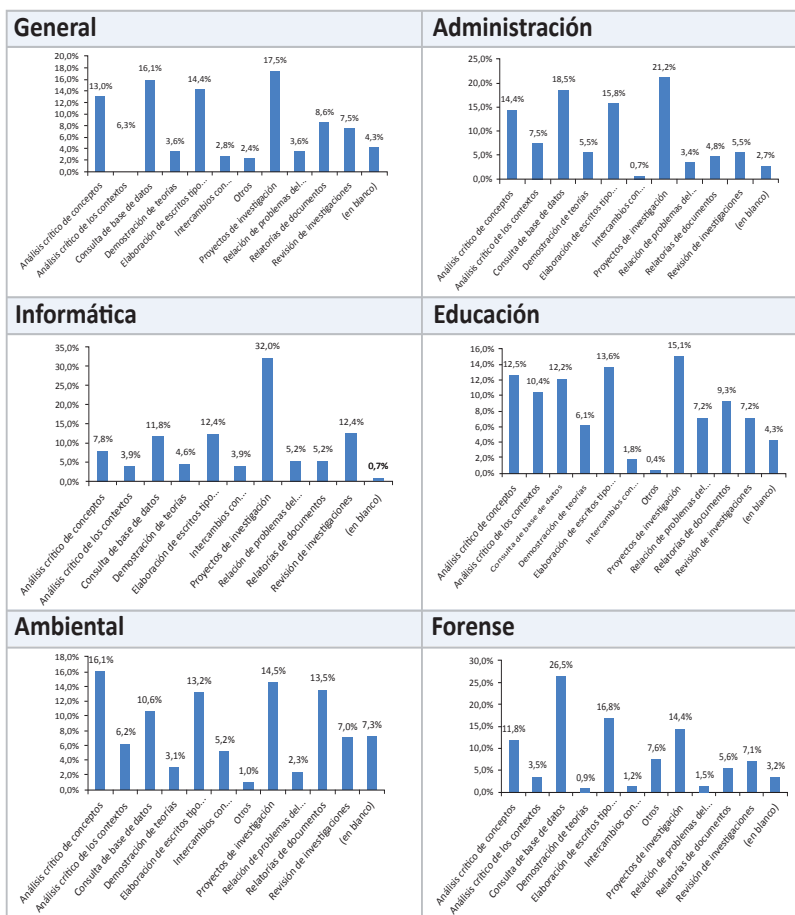 General
20,0%
18,0%
16,0%
14,0%
12,0%
10,0%
8,0%
6,0%
4,0%
2,0%
0,0%
13,0%
6,3%
16,1%
3,6%
14,4%
2,8%
2,4%
17,5%
3,6%
8,6%
7,5%
4,3%
Análisis crítico de conceptos
Análisis crítico de los contextos
Consulta de base de datos
Demostración de teorías
Elaboración de escritos tipo...
Intercambios con...
Otros
Proyectos de investigación
Relación de problemas del...
Relatorías de documentos
Revisión de investigaciones
(en blanco)
Administración
25,0%
20,0%
15,0%
10,0%
5,0%
0,0%
14,4%
7,5%
18,5%
5,5%
15,8%
0,7%
21,2%
3,4%
4,8%
5,5%
2,7%
Análisis crítico de conceptos
Análisis crítico de los contextos
Consulta de base de datos
Demostración de teorías
Elaboración de escritos tipo...
Intercambios con...
Proyectos de investigación
Relación de problemas del...
Relatorías de documentos
Revisión de investigaciones
(en blanco)
Informática
35,0%
30,0%
25,0%
20,0%
15,0%
10,0%
5,0%
0,0%
7,8%
3,9%
11,8%
4,6%
12,4%
3,9%
32,0%
5,2%
5,2%
12,4%
0,7%
Análisis crítico de conceptos
Análisis crítico de los contextos
Consulta de base de datos
Demostración de teorías
Elaboración de escritos tipo...
Intercambios con...
Proyectos de investigación
Relación de problemas del...
Relatorías de documentos
Revisión de investigaciones
(en blanco)
Educación
16,0%
14,0%
12,0%
10,0%
8,0%
6,0%
4,0%
2,0%
0,0%
12,5%
10,4%
12,2%
6,1%
13,6%
1,8%
0,4%
15,1%
7,2%
9,3%
7,2%
4,3%
Análisis crítico de conceptos
Análisis crítico de los contextos
Consulta de base de datos
Demostración de teorías
Elaboración de escritos tipo...
Intercambios con...
Otros
Proyectos de investigación
Relación de problemas del...
Relatorías de documentos
Revisión de investigaciones
(en blanco)
Ambiental
18,0%
16,0%
14,0%
12,0%
10,0%
8,0%
6,0%
4,0%
2,0%
0,0%
16,1%
6,2%
10,6%
3,1%
13,2%
5,2%
1,0%
14,5%
2,3%
13,5%
7,0%
7,3%
Análisis crítico de conceptos
Análisis crítico de los contextos
Consulta de base de datos
Demostración de teorías
Elaboración de escritos tipo...
Intercambios con...
Otros
Proyectos de investigación
Relación de problemas del...
Relatorías de documentos
Revisión de investigaciones
(en blanco)
Forense
30,0%
25,0%
20,0%
15,0%
10,0%
5,0%
0,0%
11,8%
3,5%
26,5%
0,9%
16,8%
1,2%
7,6%
14,4%
1,5%
5,6%
7,1%
3,2%
Análisis crítico de conceptos
Análisis crítico de los contextos
Consulta de base de datos
Demostración de teorías
Elaboración de escritos tipo...
Intercambios con...
Otros
Proyectos de investigación
Relación de problemas del...
Relatorías de documentos
Revisión de investigaciones
(en blanco)